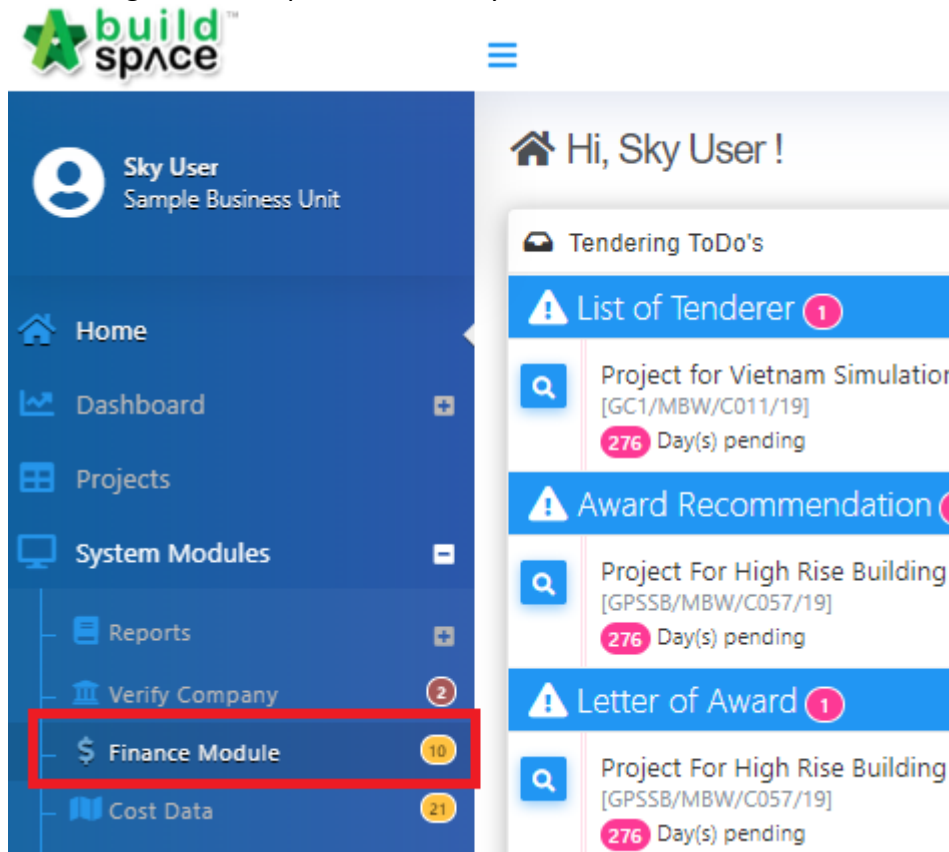 build™
space
Hi, Sky User !
Sky User
Sample Business Unit
Home
Dashboard
Projects
System Modules
Reports
Verify Company 2
$ Finance Module 10
Cost Data 21
Tendering ToDo's
List of Tenderer 1
Project for Vietnam Simulation
[GC1/MBW/C011/19]
276 Day(s) pending
Award Recommendation
Project For High Rise Building
[GPSSB/MBW/C057/19]
276 Day(s) pending
Letter of Award 1
Project For High Rise Building
[GPSSB/MBW/C057/19]
276 Day(s) pending